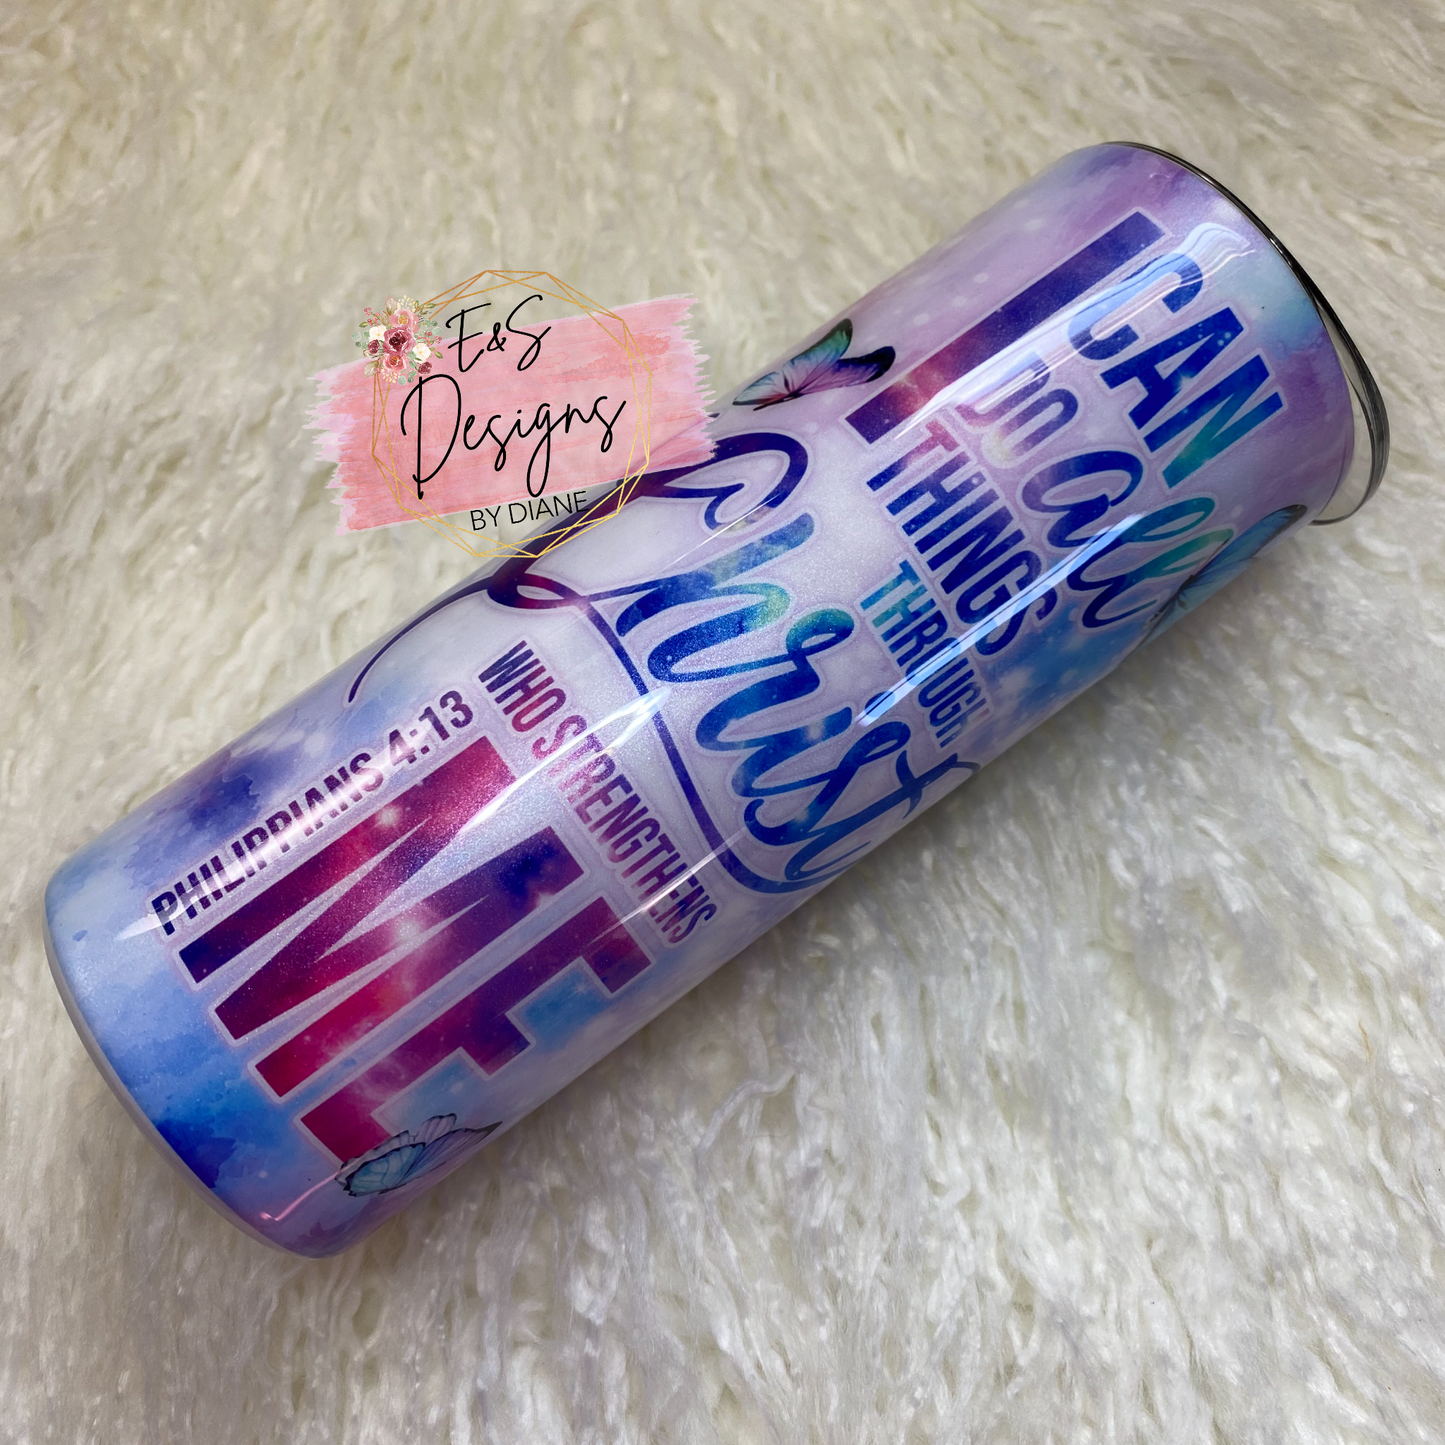 E&S
Designs
BY DIANE
I CAN
DO all
THINGS
THROUGH
Christ
WHO STRENGTHENS
ME
PHILIPPIANS 4:13